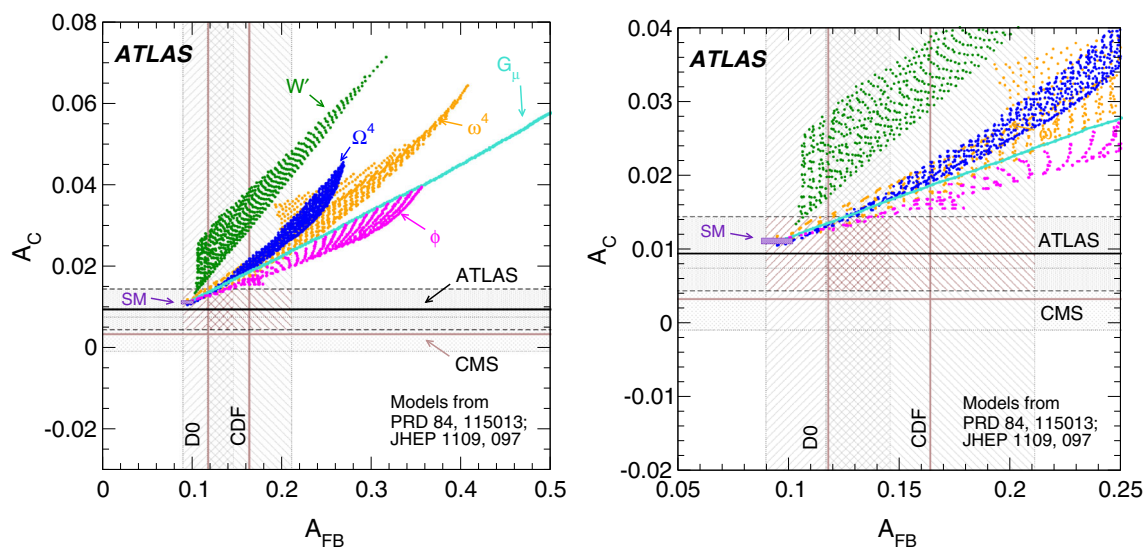 0.08
0.06
0.04
0.02
0
-0.02
A_C
ATLAS
W′
G_μ
ω⁴
Ω⁴
ϕ
SM
ATLAS
CMS
D0
CDF
Models from
PRD 84, 115013;
JHEP 1109, 097
0 0.1 0.2 0.3 0.4 0.5
A_FB
0.04
0.03
0.02
0.01
0
-0.01
-0.02
A_C
ATLAS
SM
ATLAS
CMS
D0
CDF
Models from
PRD 84, 115013;
JHEP 1109, 097
0.05 0.1 0.15 0.2 0.25
A_FB